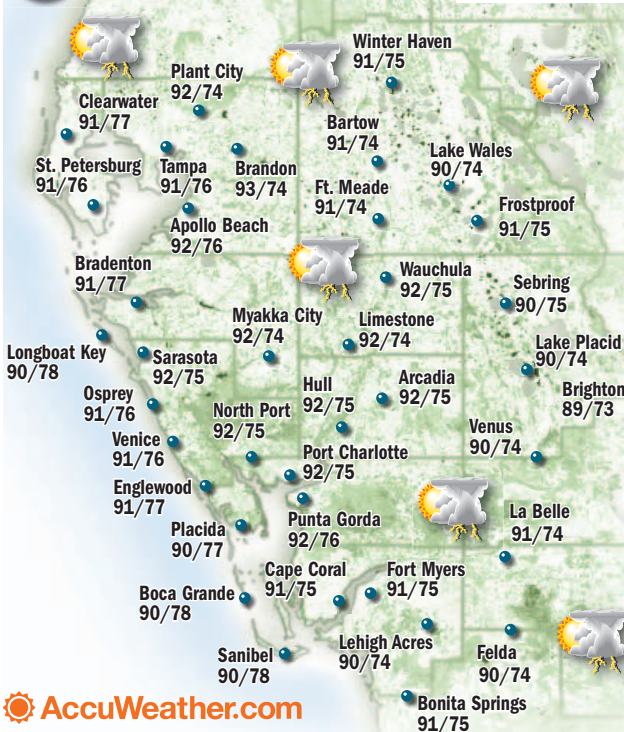 Winter Haven
91/75
Plant City
92/74
Clearwater
91/77
Bartow
91/74
Lake Wales
90/74
St. Petersburg
91/76
Tampa
91/76
Brandon
93/74
Ft. Meade
91/74
Frostproof
91/75
Apollo Beach
92/76
Bradenton
91/77
Wauchula
92/75
Sebring
90/75
Myakka City
92/74
Limestone
92/74
Longboat Key
90/78
Sarasota
92/75
Lake Placid
90/74
Osprey
91/76
North Port
92/75
Hull
92/75
Arcadia
92/75
Brighton
89/73
Venice
91/76
Venus
90/74
Port Charlotte
92/75
Englewood
91/77
Punta Gorda
92/76
La Belle
91/74
Placida
90/77
Cape Coral
91/75
Fort Myers
91/75
Boca Grande
90/78
Lehigh Acres
90/74
Felda
90/74
Sanibel
90/78
Bonita Springs
91/75
AccuWeather.com